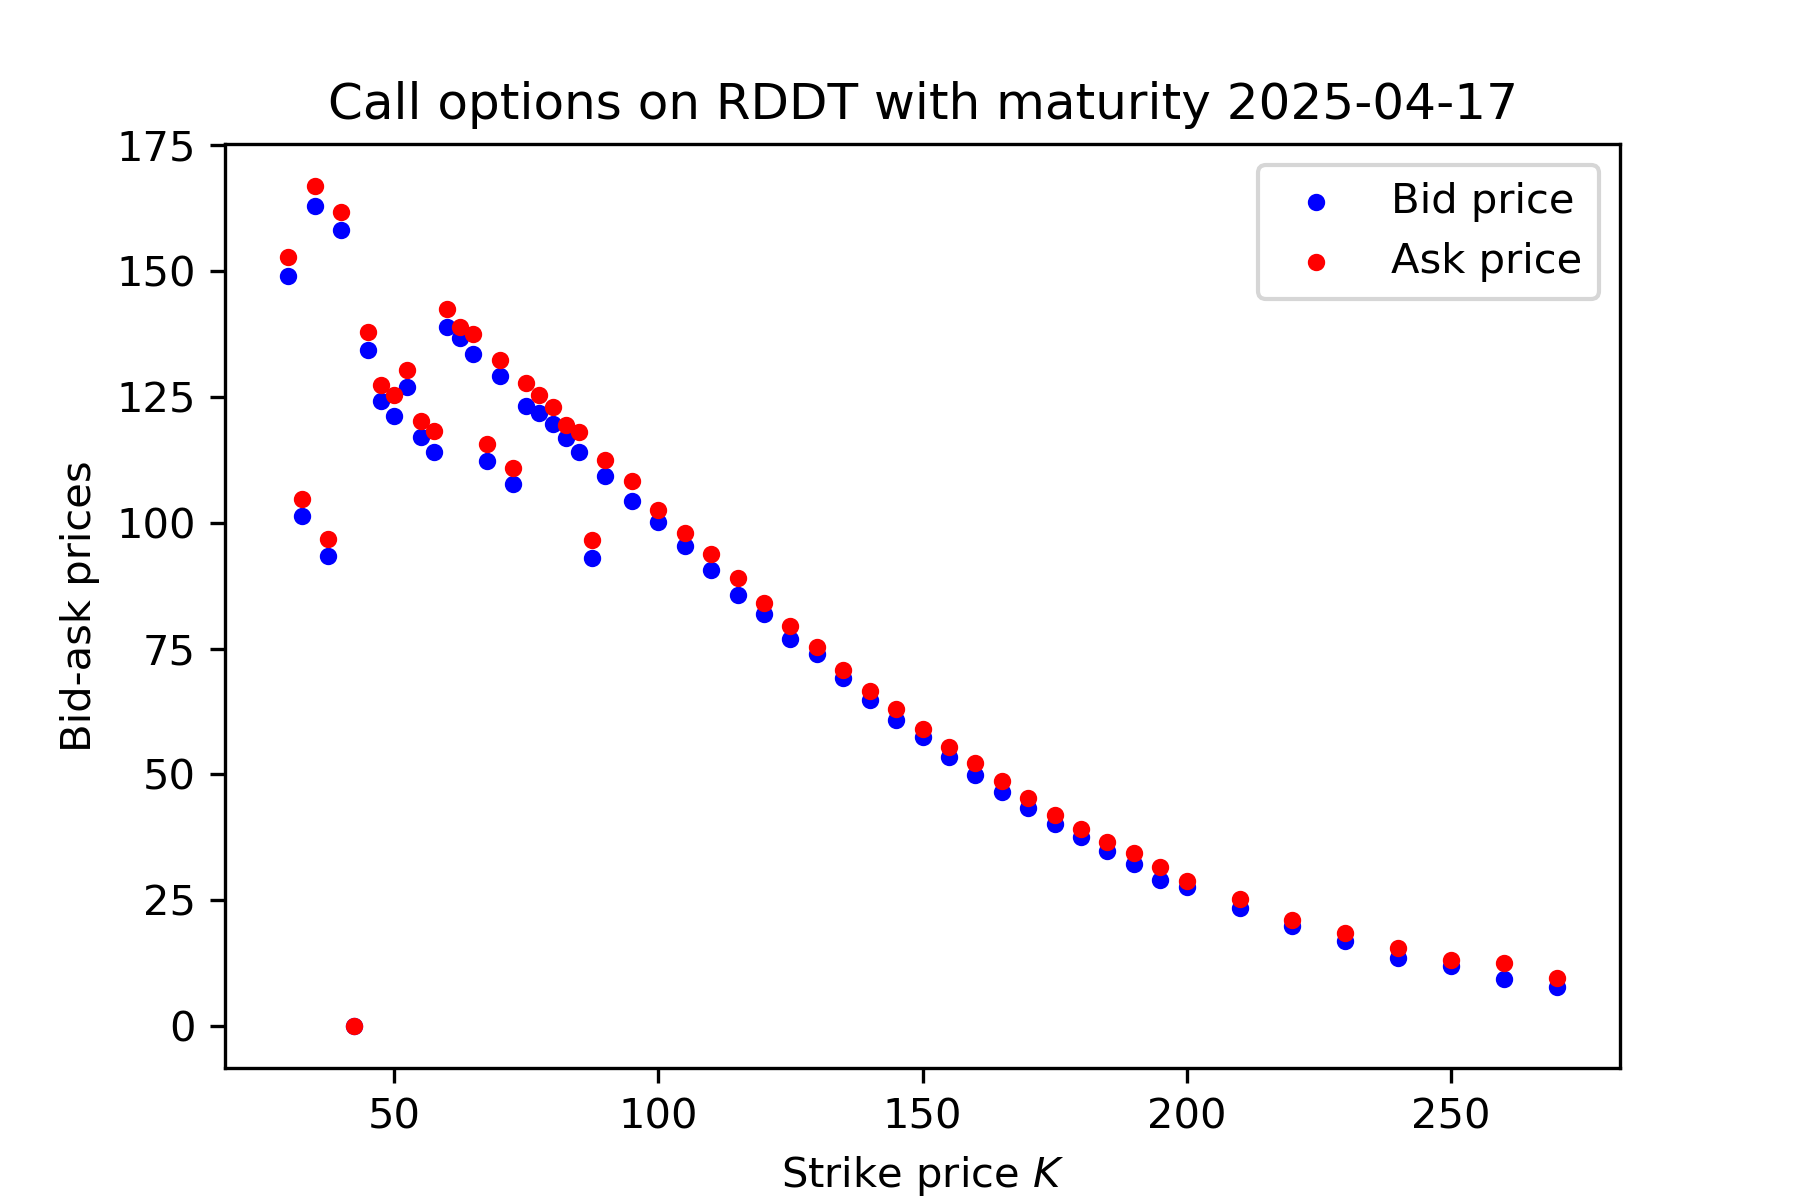 Call options on RDDT with maturity 2025-04-17
175
150
125
100
75
50
25
0
Bid-ask prices
Bid price
Ask price
50 100 150 200 250
Strike price K